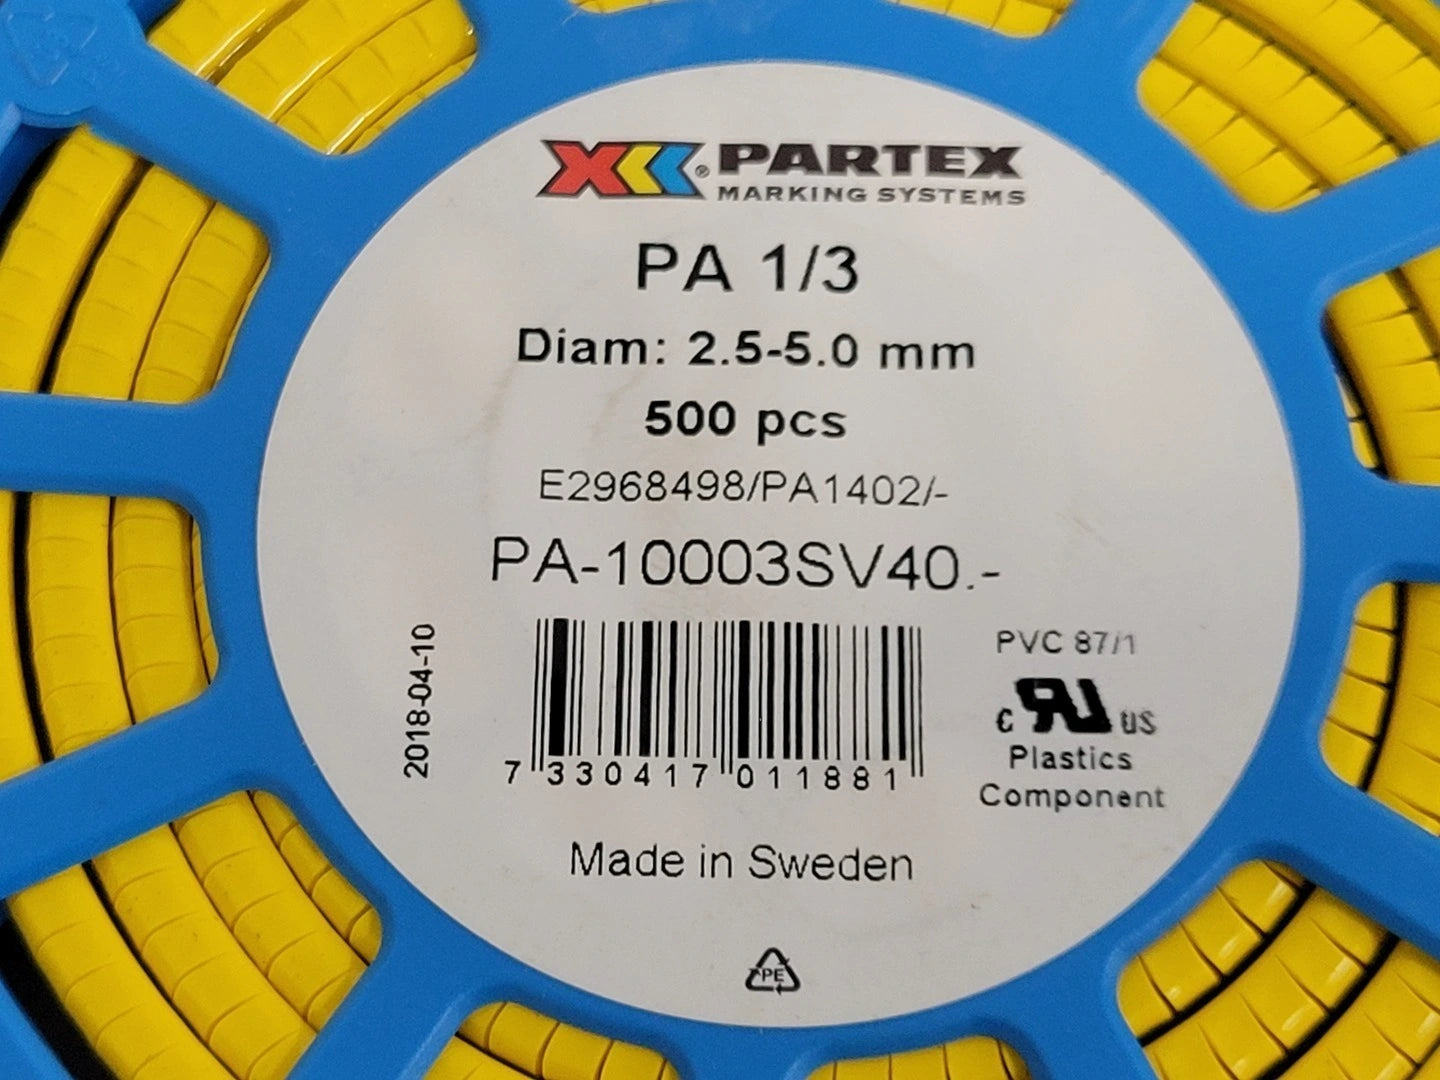 PARTEX
MARKING SYSTEMS
PA 1/3
Diam: 2.5-5.0 mm
500 pcs
E2968498/PA1402/-
PA-10003SV40.-
2018-04-10
7 330417 011881
PVC 87/1
c RU US
Plastics
Component
Made in Sweden
PE